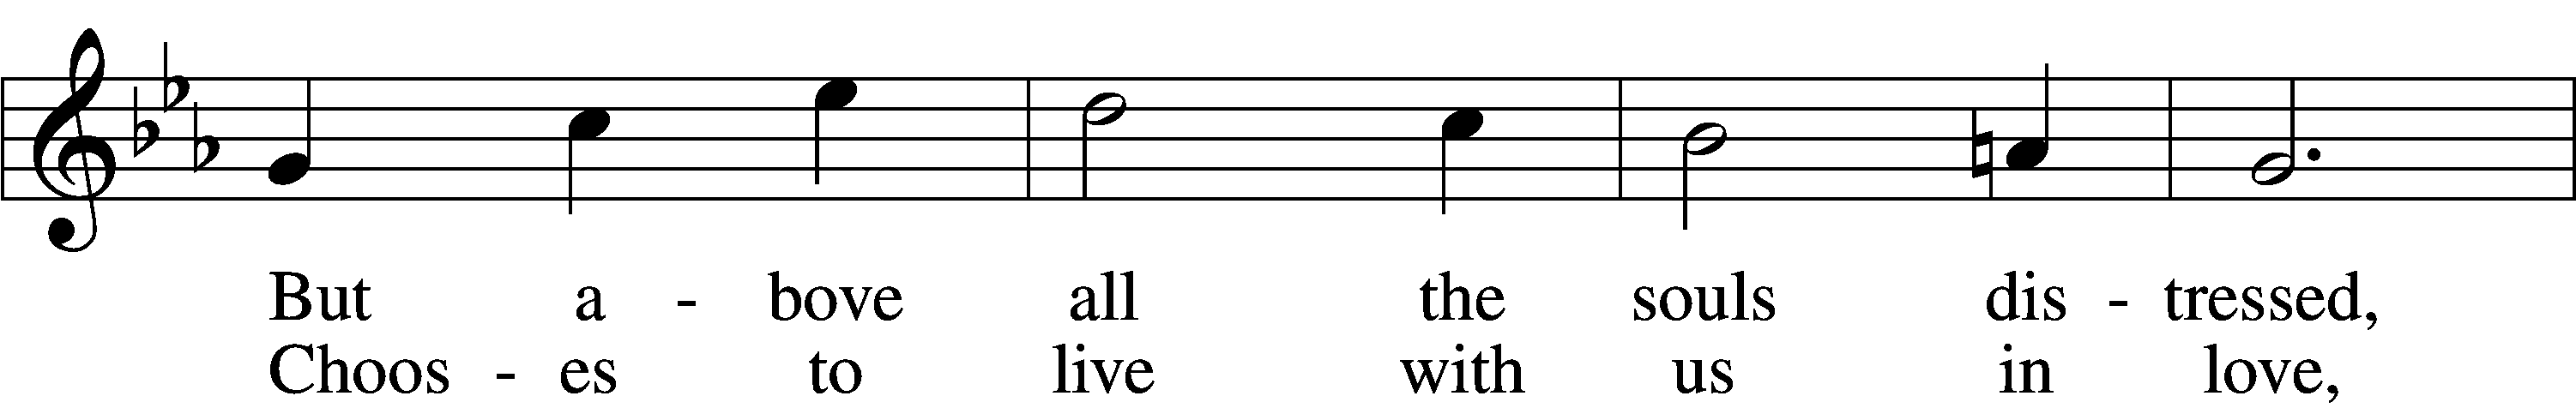 But a - bove all the souls dis - tressed,
Choos - es to live with us in love,